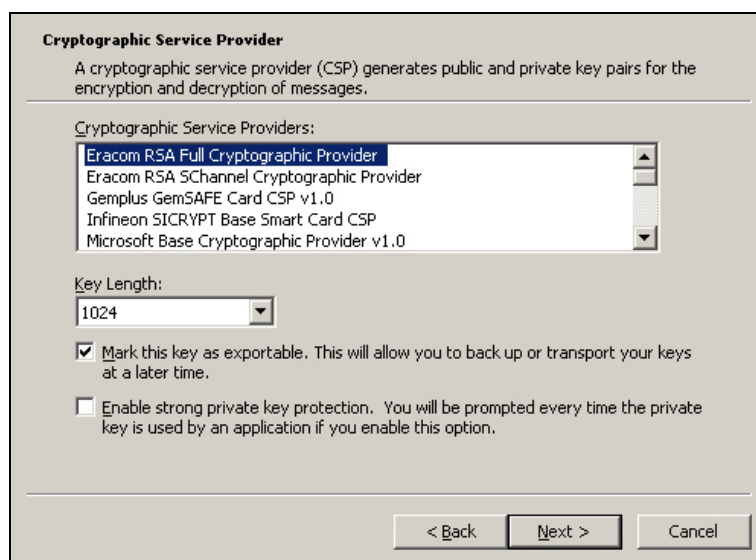 Cryptographic Service Provider
A cryptographic service provider (CSP) generates public and private key pairs for the
encryption and decryption of messages.
Cryptographic Service Providers:
Eracom RSA Full Cryptographic Provider
Eracom RSA SChannel Cryptographic Provider
Gemplus GemSAFE Card CSP v1.0
Infineon SICRYPT Base Smart Card CSP
Microsoft Base Cryptographic Provider v1.0
Key Length:
1024
Mark this key as exportable. This will allow you to back up or transport your keys
at a later time.
Enable strong private key protection. You will be prompted every time the private
key is used by an application if you enable this option.
< Back Next > Cancel